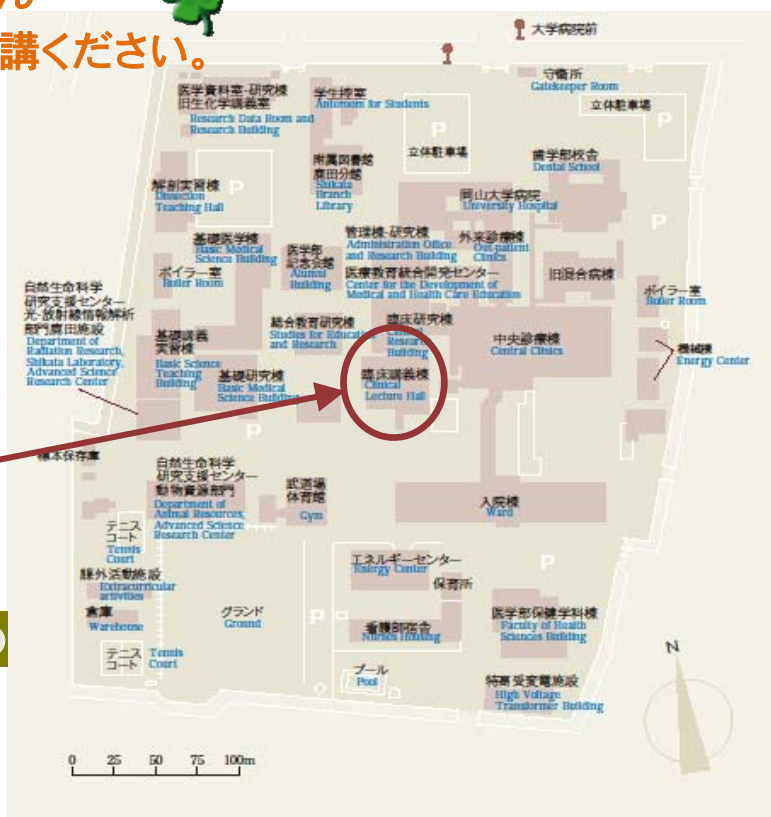 ん
講ください。
大学病院前
守衛所
Gatekeeper Room
立体駐車場
P
医学資料室・研究棟
旧生化学講義室
Research Data Room and
Research Building
学生控室
Anteroom for Students
P
立体駐車場
附属図書館
鹿田分館
Shikata
Branch
Library
歯学部校舎
Dental School
P
解剖実習棟
Dissection
Teaching Hall
岡山大学病院
University Hospital
P
基礎医学棟
Basic Medical
Science Building
医学部
記念会館
Alumni
Building
管理棟・研究棟
Administration Office
and Research Building
外来診療棟
Out-patient
Clinics
ボイラー室
Boiler Room
医療教育統合開発センター
Center for the Development of
Medical and Health Care Education
旧混合病棟
ボイラー室
Boiler Room
自然生命科学
研究支援センター
光・放射線情報解析
部門鹿田施設
Department of
Radiation Research,
Shikata Laboratory,
Advanced Science
Research Center
総合教育研究棟
Studies for Education
and Research
臨床研究棟
Clinical
Research
Building
中央診療棟
Central Clinics
機械棟
Energy Center
基礎講義
実習棟
Basic Science
Teaching
Building
基礎研究棟
Basic Medical
Science Building
臨床講義棟
Clinical
Lecture Hall
P
標本保存庫
自然生命科学
研究支援センター
動物資源部門
Department of
Animal Resources,
Advanced Science
Research Center
武道場
体育館
Gym
入院棟
Ward
テニス
コート
Tennis
Court
エネルギーセンター
Energy Center
保育所
P
課外活動施設
Extracurricular
activities
倉庫
Warehouse
グランド
Ground
P
看護部宿舎
Nurses Housing
医学部保健学科棟
Faculty of Health
Sciences Building
テニス
コート
Tennis
Court
プール
Pool
特高受変電施設
High Voltage
Transformer Building
N
0 25 50 75 100m